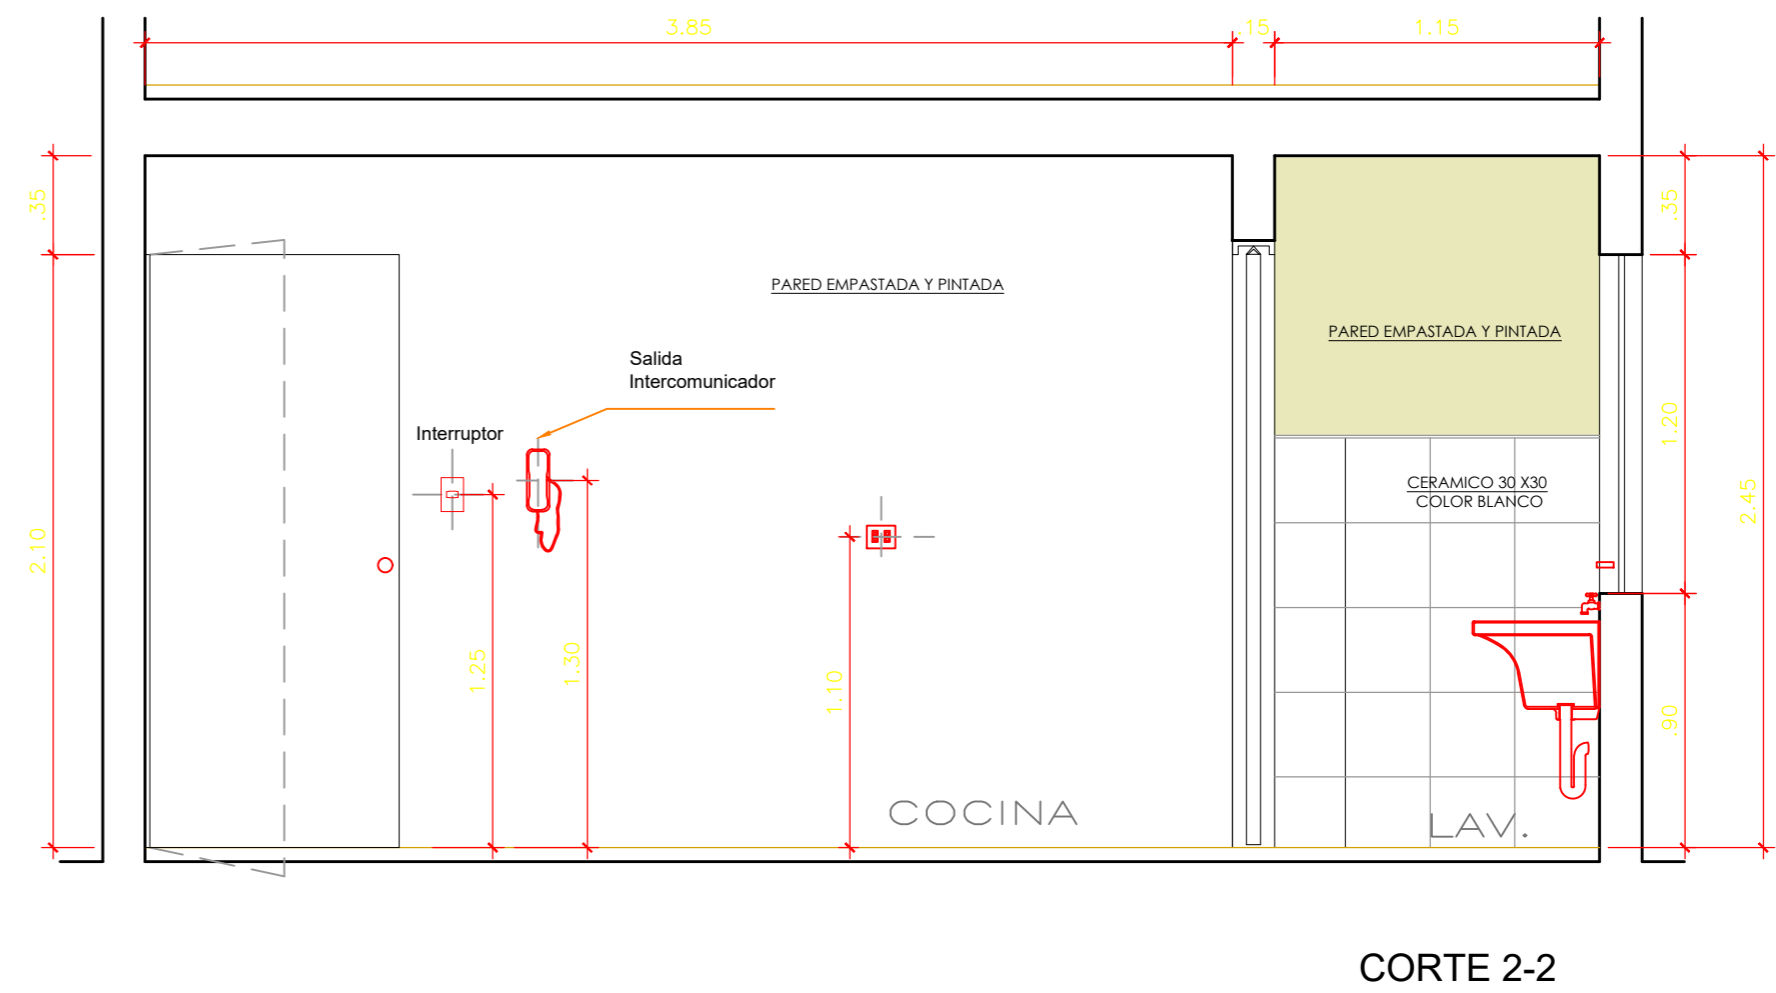 3.85
.15
1.15
.35
.35
PARED EMPASTADA Y PINTADA
PARED EMPASTADA Y PINTADA
Salida
Intercomunicador
Interruptor
1.20
CERAMICO 30 X30
COLOR BLANCO
2.45
2.10
1.25
1.30
1.10
.90
COCINA
LAV.
CORTE 2-2